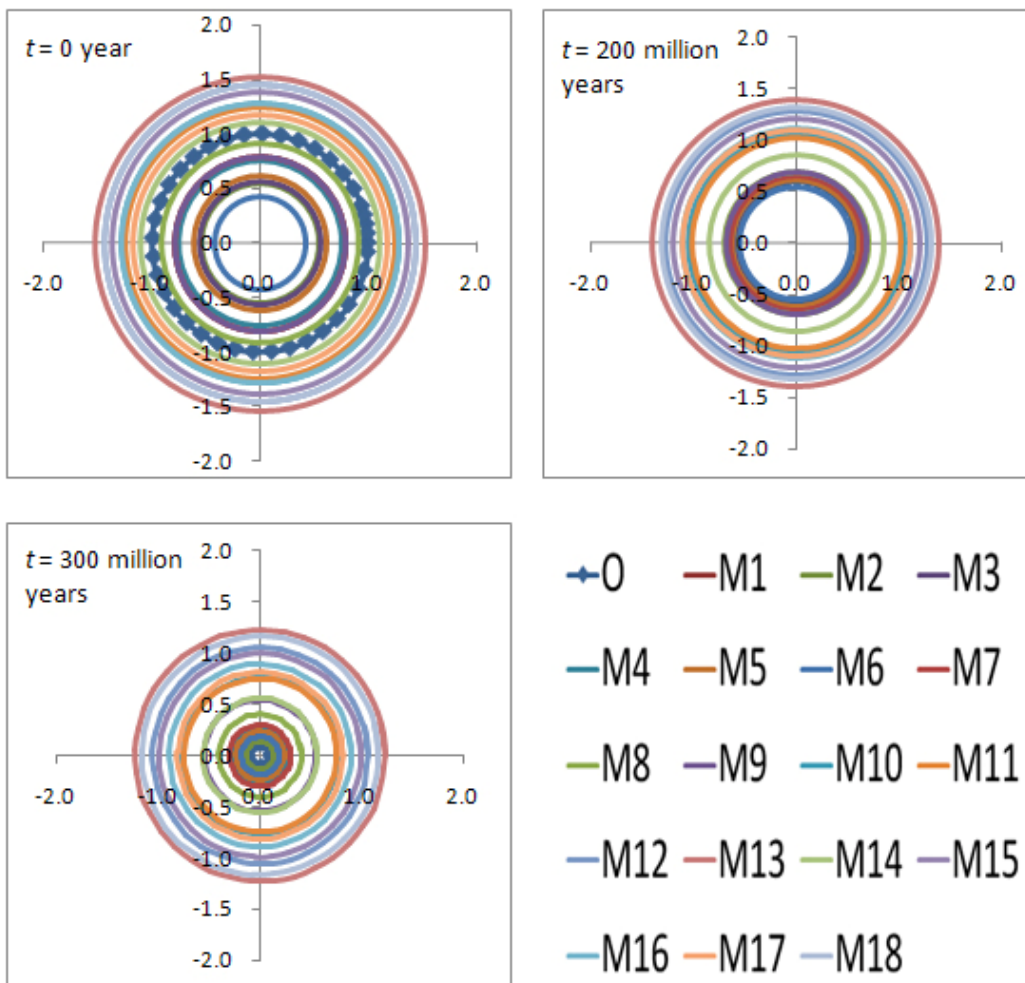 t = 0 year
2.0
1.5
1.0
0.5
0.0
-2.0 -1.0 0.0 1.0 2.0
-0.5
-1.0
-1.5
-2.0
t = 200 million
years
2.0
1.5
1.0
0.5
0.0
-2.0 -1.0 0.0 1.0 2.0
-0.5
-1.0
-1.5
-2.0
t = 300 million
years
2.0
1.5
1.0
0.5
0.0
-2.0 -1.0 0.0 1.0 2.0
-0.5
-1.0
-1.5
-2.0
O M1 M2 M3
M4 M5 M6 M7
M8 M9 M10 M11
M12 M13 M14 M15
M16 M17 M18